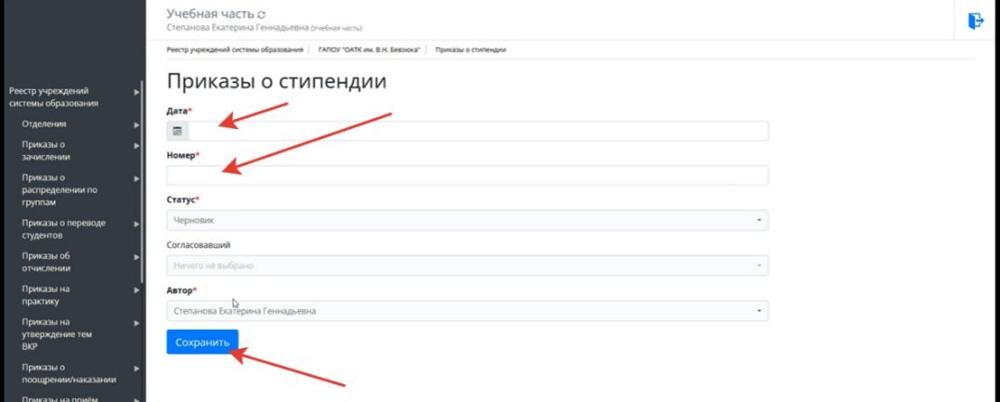 Учебная часть
Степанова Екатерина Геннадьевна (Учебная часть)
Реестр учреждений системы образования ГАПОУ "ОАТК им. В.Н. Бевзюка" Приказы о стипендии
Приказы о стипендии
Дата*
Номер*
Статус*
Черновик
Согласовавший
Ничего не выбрано
Автор*
Степанова Екатерина Геннадьевна
Сохранить
Реестр учреждений
системы образования
Отделения
Приказы о
зачислении
Приказы о
распределении по
группам
Приказы о переводе
студентов
Приказы об
отчислении
Приказы на
практику
Приказы на
утверждение тем
ВКР
Приказы о
поощрении/наказании
Приказы на приём